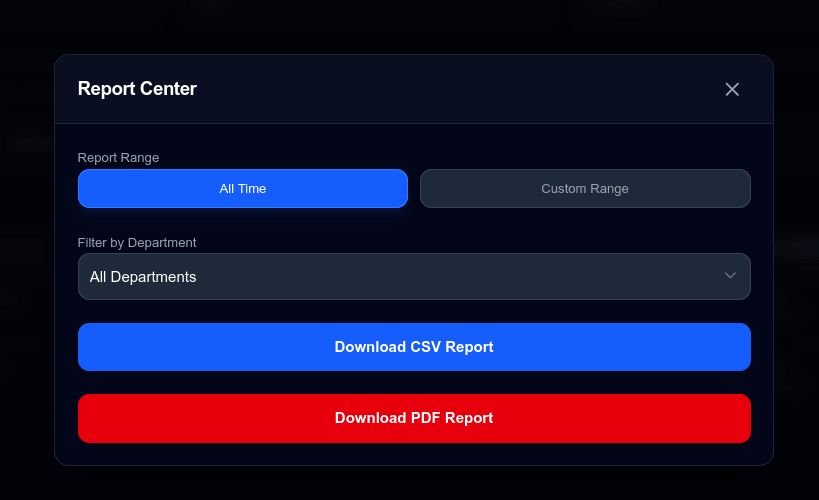 Report Center
Report Range
All Time
Custom Range
Filter by Department
All Departments
Download CSV Report
Download PDF Report